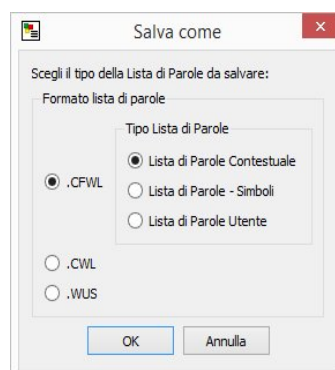 Salva come
x
Scegli il tipo della Lista di Parole da salvare:
Formato lista di parole
Tipo Lista di Parole
Lista di Parole Contestuale
.CFWL
Lista di Parole - Simboli
Lista di Parole Utente
.CWL
.WUS
OK Annulla